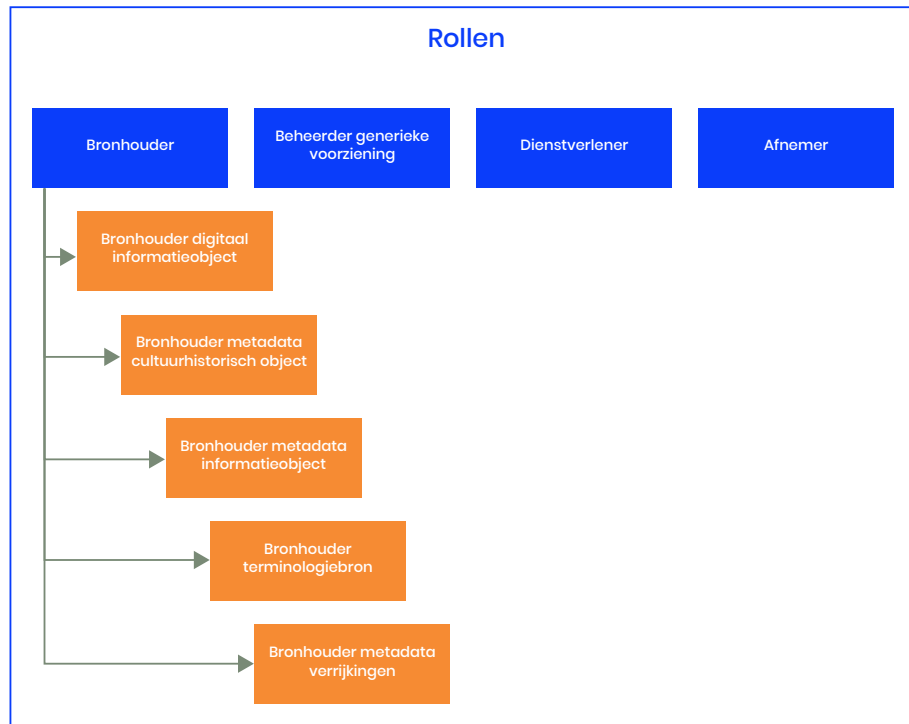 Rollen
Bronhouder
Beheerder generieke
voorziening
Dienstverlener
Afnemer
Bronhouder digitaal
informatieobject
Bronhouder metadata
cultuurhistorisch object
Bronhouder metadata
informatieobject
Bronhouder
terminologiebron
Bronhouder metadata
verrijkingen